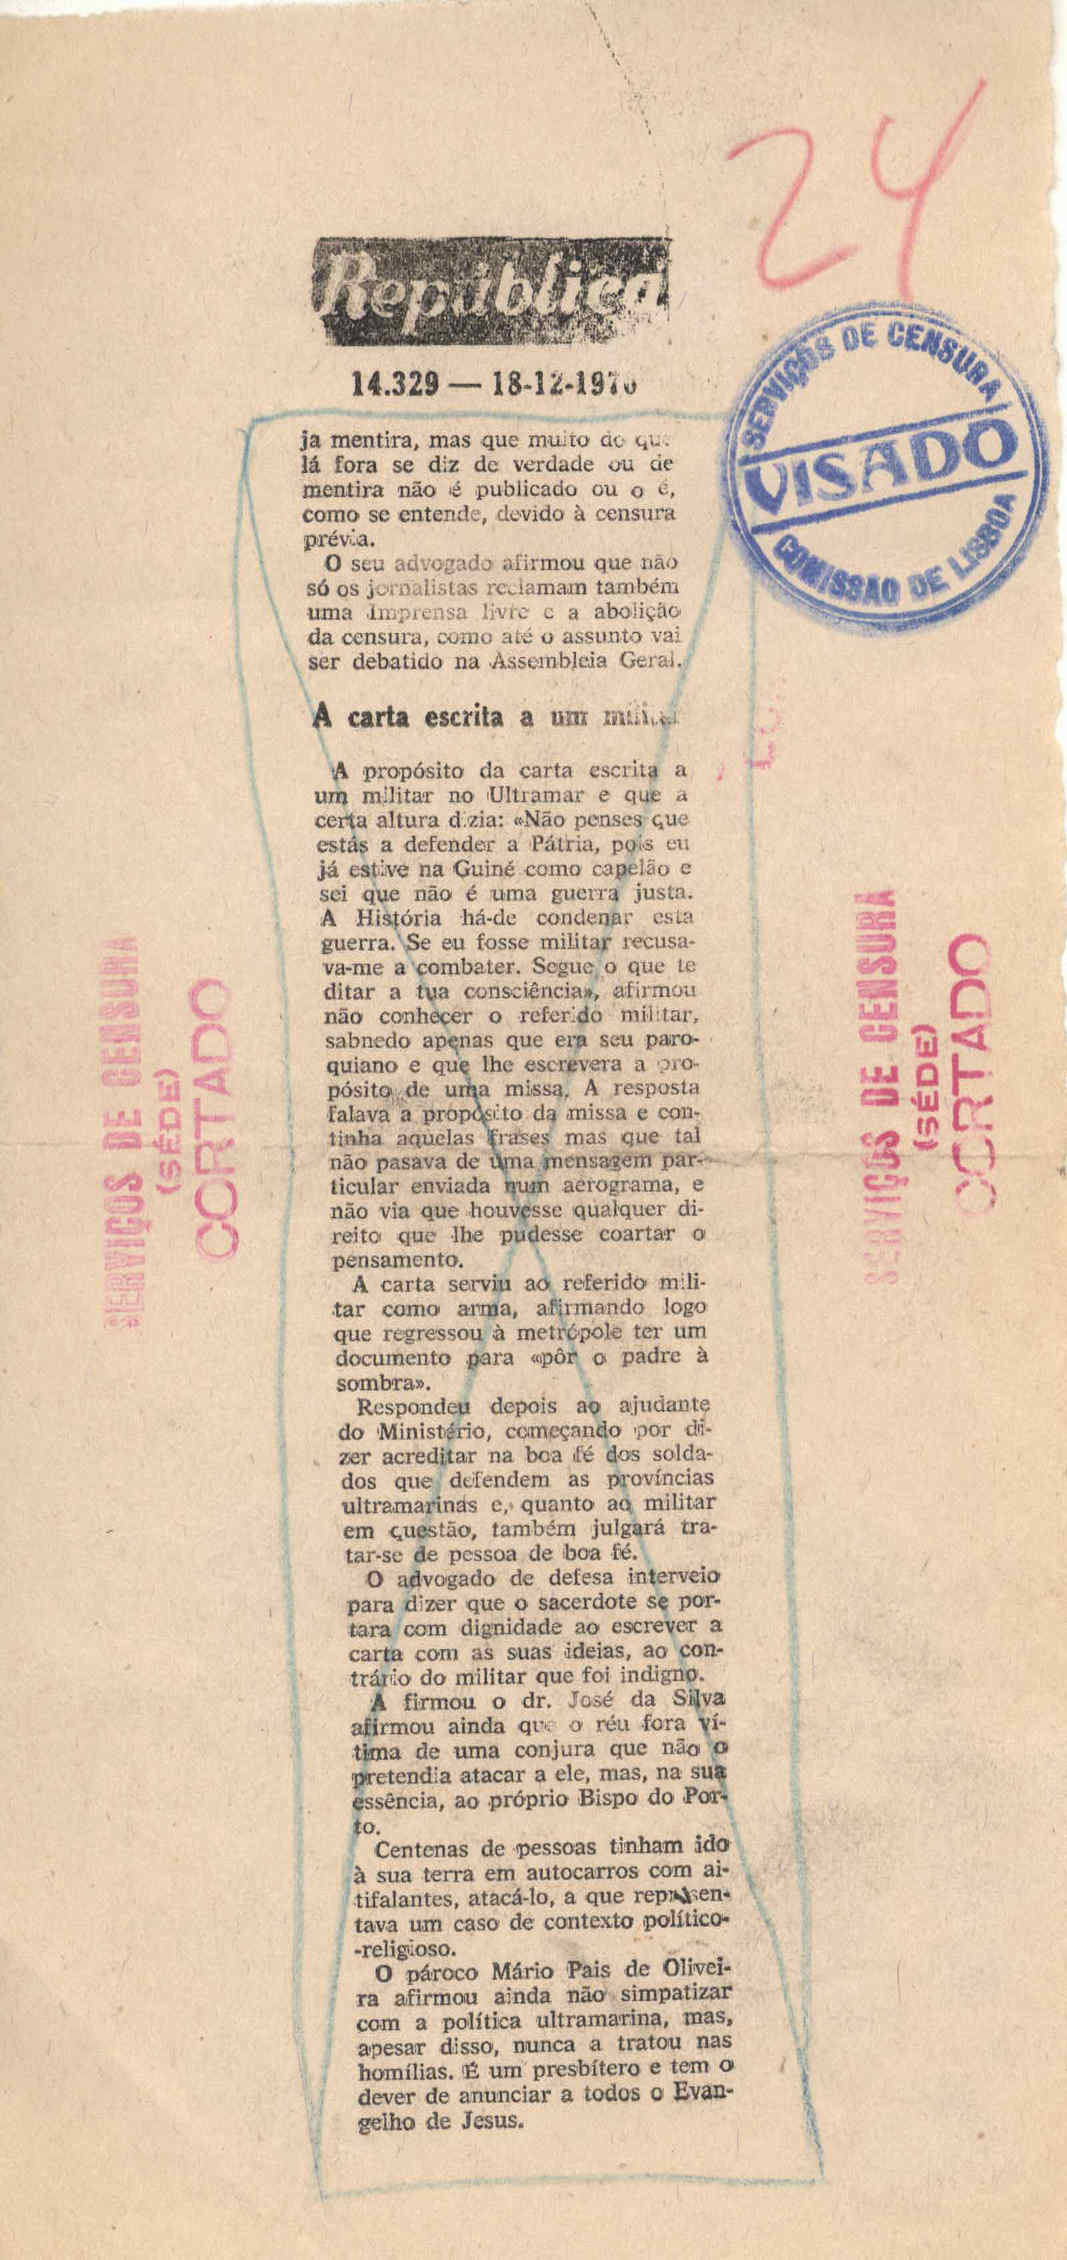 24
República
14.329 — 18-12-1970
SERVIÇOS DE CENSURA
VISADO
COMISSAO DE LISBOA
ja mentira, mas que muito do que
lá fora se diz de verdade ou de
mentira não é publicado ou o é,
como se entende, devido à censura
prévia.
O seu advogado afirmou que não
só os jornalistas reclamam também
uma Imprensa livre e a abolição
da censura, como até o assunto vai
ser debatido na Assembleia Geral.
A carta escrita a um militar
A propósito da carta escrita a
um militar no Ultramar e que a
certa altura dizia: «Não penses que
estás a defender a Pátria, pois eu
já estive na Guiné como capelão e
sei que não é uma guerra justa.
A História há-de condenar esta
guerra. Se eu fosse militar recusa-
va-me a combater. Segue o que te
ditar a tua consciência», afirmou
não conhecer o referido militar,
sabnedo apenas que era seu paro-
quiano e que lhe escrevera a pro-
pósito de uma missa. A resposta
falava a propósito da missa e con-
tinha aquelas frases mas que tal
não pasava de uma mensagem par-
ticular enviada num aerograma, e
não via que houvesse qualquer di-
reito que lhe pudesse coartar o
pensamento.
A carta serviu ao referido mili-
tar como arma, afirmando logo
que regressou à metrópole ter um
documento para «pôr o padre à
sombra».
Respondeu depois ao ajudante
do Ministério, começando por di-
zer acreditar na boa fé dos solda-
dos que defendem as províncias
ultramarinas e, quanto ao militar
em questão, também julgará tra-
tar-se de pessoa de boa fé.
O advogado de defesa interveio
para dizer que o sacerdote se por-
tara com dignidade ao escrever a
carta com as suas ideias, ao con-
trário do militar que foi indigno.
A firmou o dr. José da Silva
afirmou ainda que o réu fora ví-
tima de uma conjura que não o
pretendia atacar a ele, mas, na sua
essência, ao próprio Bispo do Por-
to.
Centenas de pessoas tinham ido
à sua terra em autocarros com al-
tifalantes, atacá-lo, a que represen-
tava um caso de contexto político-
-religioso.
O pároco Mário Pais de Olivei-
ra afirmou ainda não simpatizar
com a política ultramarina, mas,
apesar disso, nunca a tratou nas
homílias. É um presbítero e tem o
dever de anunciar a todos o Evan-
gelho de Jesus.
SERVIÇOS DE CENSURA
(SÉDE)
CORTADO
SERVIÇOS DE CENSURA
(SÉDE)
CORTADO